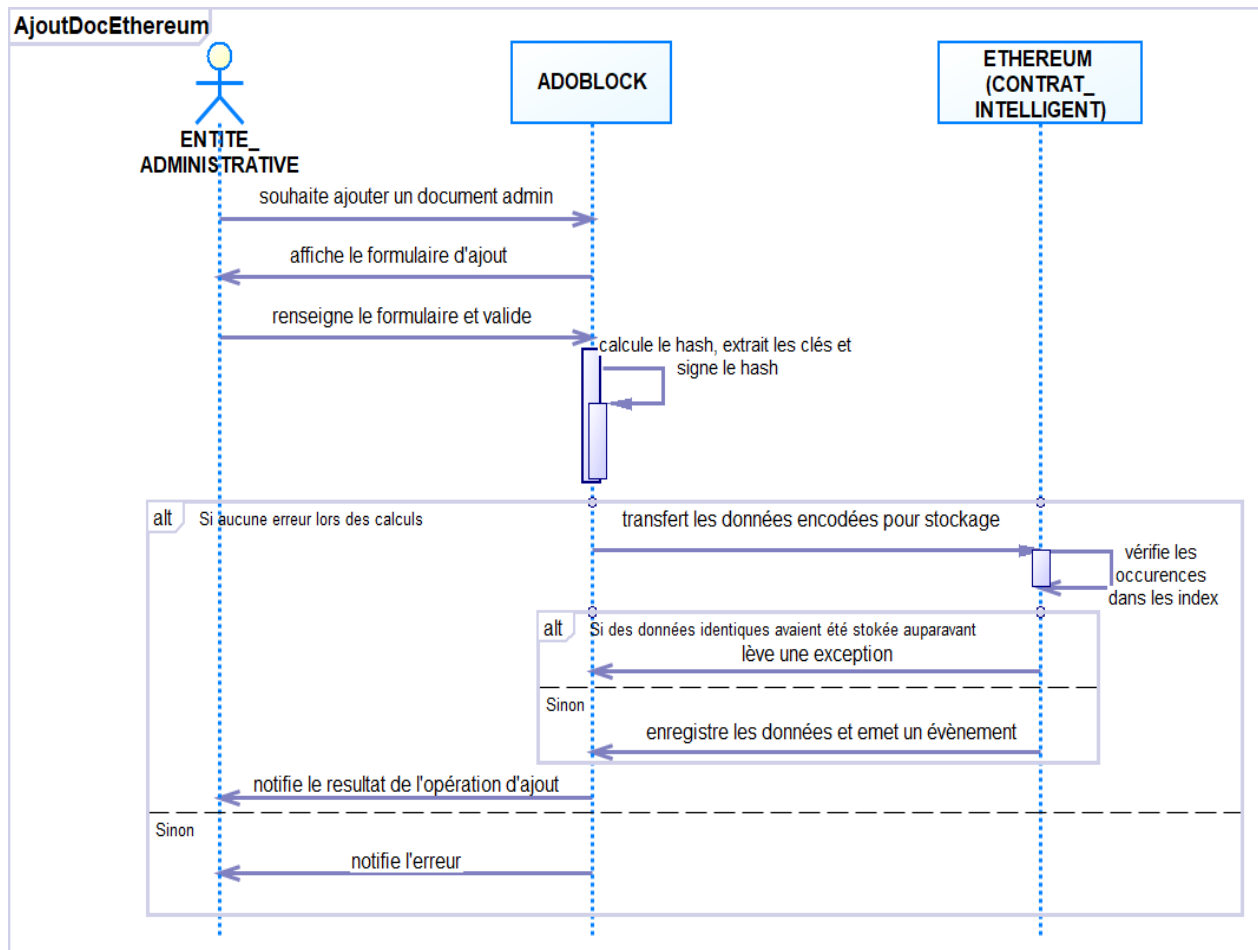 AjoutDocEthereum
ENTITE_
ADMINISTRATIVE
ADOBLOCK
ETHEREUM
(CONTRAT_
INTELLIGENT)
souhaite ajouter un document admin
affiche le formulaire d'ajout
renseigne le formulaire et valide
calcule le hash, extrait les clés et
signe le hash
alt
Si aucune erreur lors des calculs
transfert les données encodées pour stockage
vérifie les
occurences
dans les index
alt
Si des données identiques avaient été stokée auparavant
lève une exception
Sinon
enregistre les données et emet un évènement
notifie le resultat de l'opération d'ajout
Sinon
notifie l'erreur